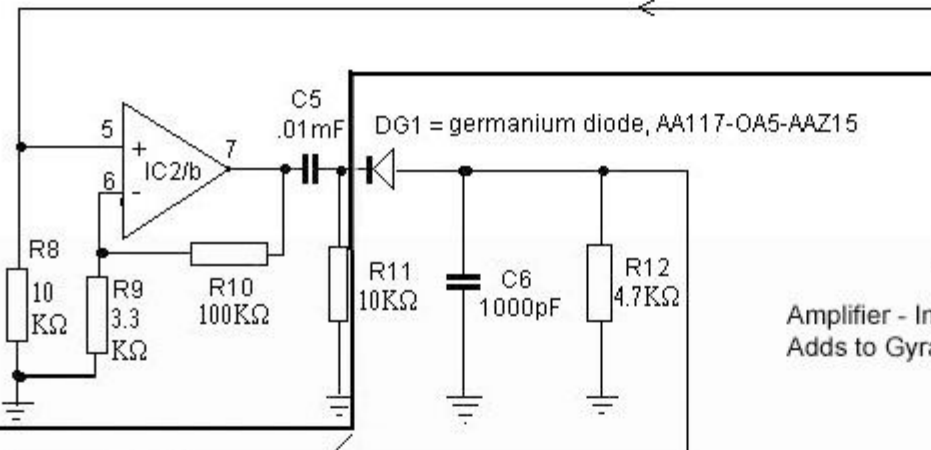 C5
.01mF
DG1 = germanium diode, AA117-OA5-AAZ15
5
+
7
IC2/b
6
-
R8
10
KΩ
R9
3.3
KΩ
R10
100KΩ
R11
10KΩ
C6
1000pF
R12
4.7KΩ
Amplifier - In
Adds to Gyra